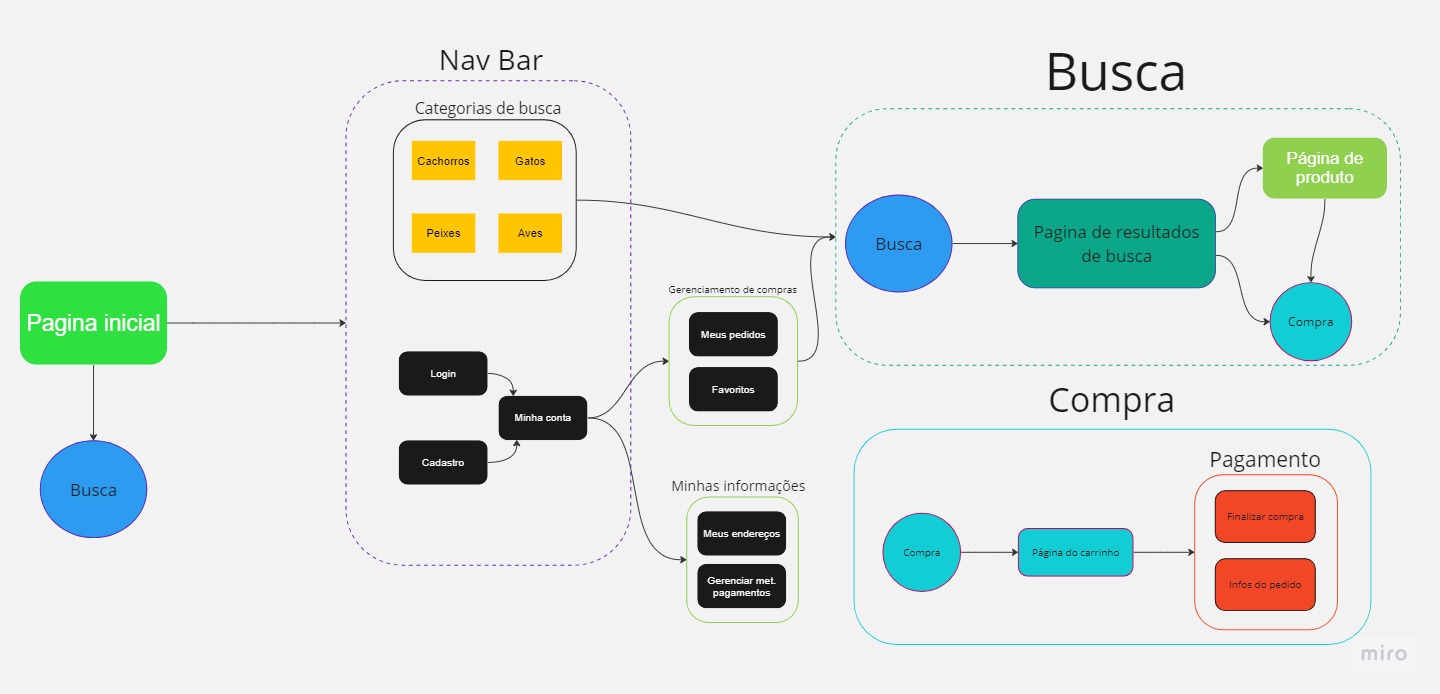 Nav Bar
Categorias de busca
Cachorros
Gatos
Peixes
Aves
Pagina inicial
Busca
Login
Minha conta
Cadastro
Gerenciamento de compras
Meus pedidos
Favoritos
Minhas informações
Meus endereços
Gerenciar met.
pagamentos
Busca
Busca
Pagina de resultados
de busca
Página de
produto
Compra
Compra
Compra
Página do carrinho
Pagamento
Finalizar compra
Infos do pedido
miro